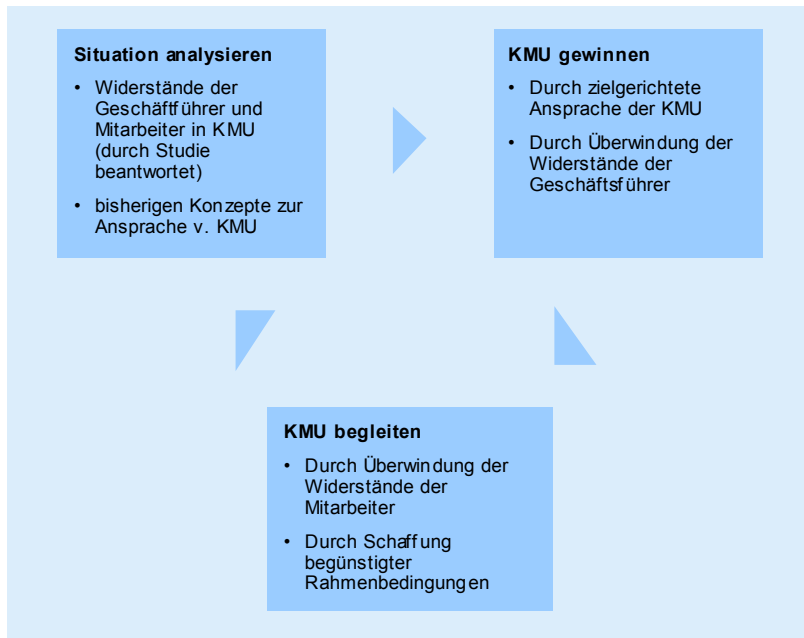 Situation analysieren
• Widerstände der
Geschäftführer und
Mitarbeiter in KMU
(durch Studie
beantwortet)
• bisherigen Konzepte zur
Ansprache v. KMU
KMU gewinnen
• Durch zielgerichtete
Ansprache der KMU
• Durch Überwindung der
Widerstände der
Geschäftsführer
KMU begleiten
• Durch Überwindung der
Widerstände der
Mitarbeiter
• Durch Schaffung
begünstigter
Rahmenbedingungen